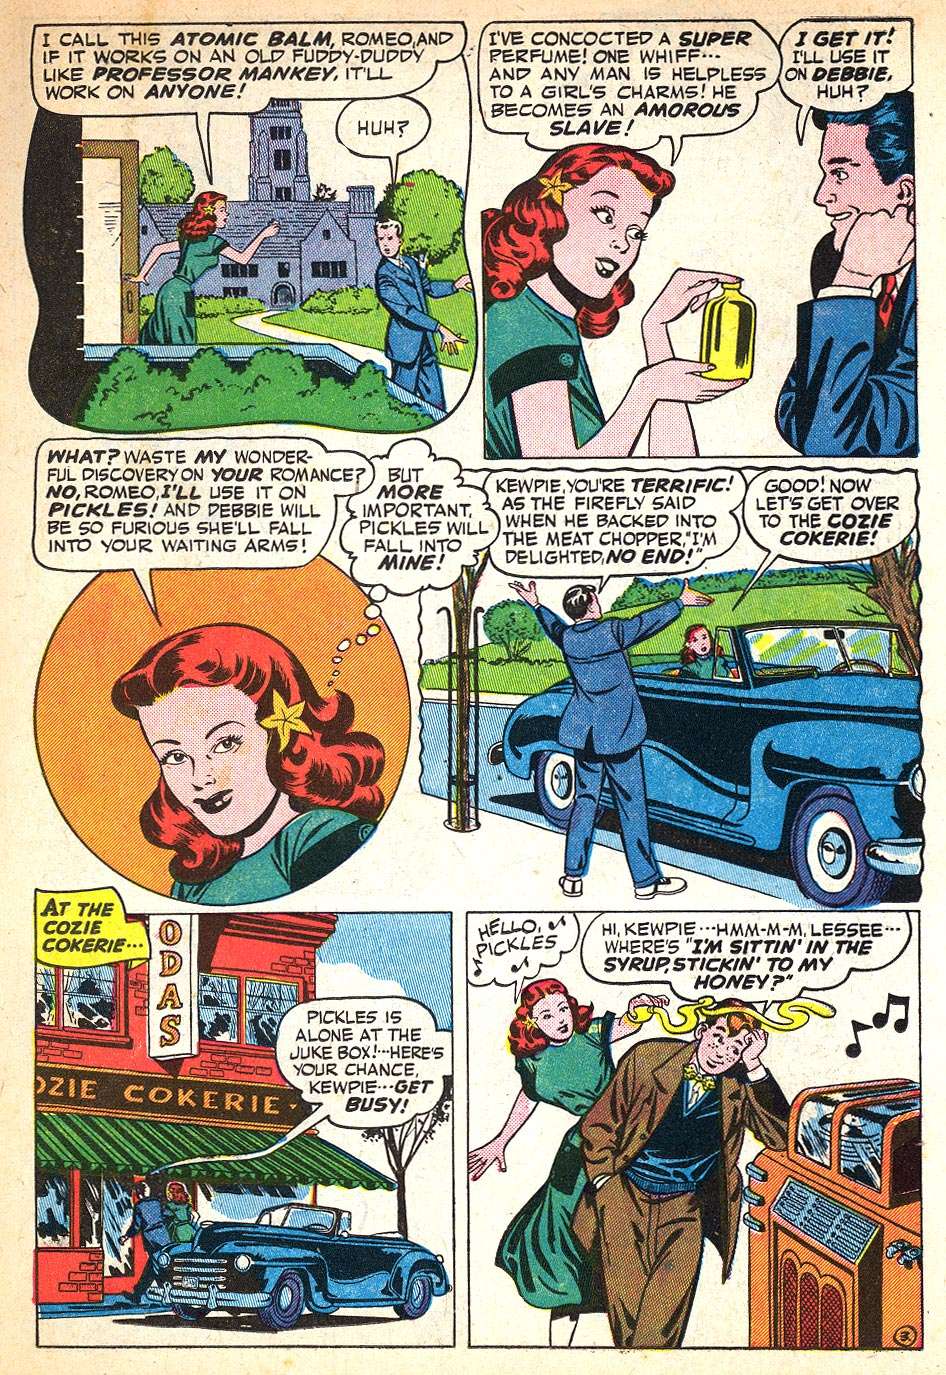 I CALL THIS ATOMIC BALM, ROMEO, AND
IF IT WORKS ON AN OLD FUDDY-DUDDY
LIKE PROFESSOR MANKEY, IT'LL
WORK ON ANYONE!
HUH?
I'VE CONCOCTED A SUPER
PERFUME! ONE WHIFF---
AND ANY MAN IS HELPLESS
TO A GIRL'S CHARMS! HE
BECOMES AN AMOROUS
SLAVE!
I GET IT!
I'LL USE IT
ON DEBBIE,
HUH?
WHAT? WASTE MY WONDER-
FUL DISCOVERY ON YOUR ROMANCE?
NO, ROMEO, I'LL USE IT ON
PICKLES! AND DEBBIE WILL
BE SO FURIOUS SHE'LL FALL
INTO YOUR WAITING ARMS!
BUT
MORE
IMPORTANT,
PICKLES WILL
FALL INTO
MINE!
KEWPIE, YOU'RE TERRIFIC!
AS THE FIREFLY SAID
WHEN HE BACKED INTO
THE MEAT CHOPPER, "I'M
DELIGHTED, NO END!"
GOOD! NOW
LET'S GET OVER
TO THE COZIE
COKERIE!
AT THE
COZIE
COKERIE---
ODAS
OZIE COKERIE
PICKLES IS
ALONE AT THE
JUKE BOX!--HERE'S
YOUR CHANCE,
KEWPIE---GET
BUSY!
HELLO,
PICKLES
HI, KEWPIE---HMM-M-M, LESSEE---
WHERE'S "I'M SITTIN' IN THE
SYRUP, STICKIN' TO MY
HONEY?"
3